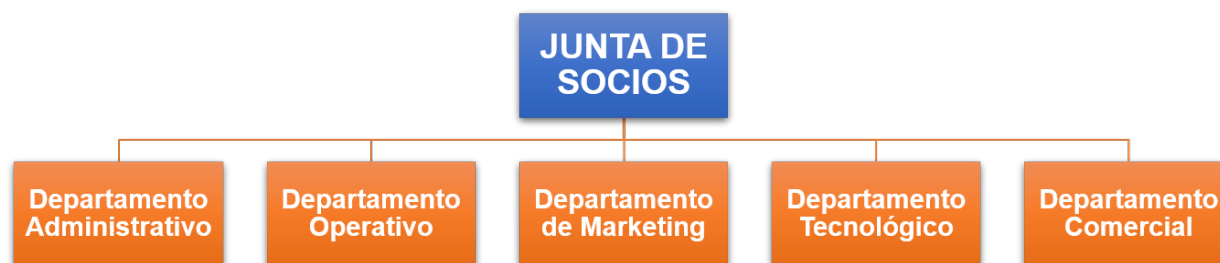 JUNTA DE
SOCIOS
Departamento
Administrativo
Departamento
Operativo
Departamento
de Marketing
Departamento
Tecnológico
Departamento
Comercial